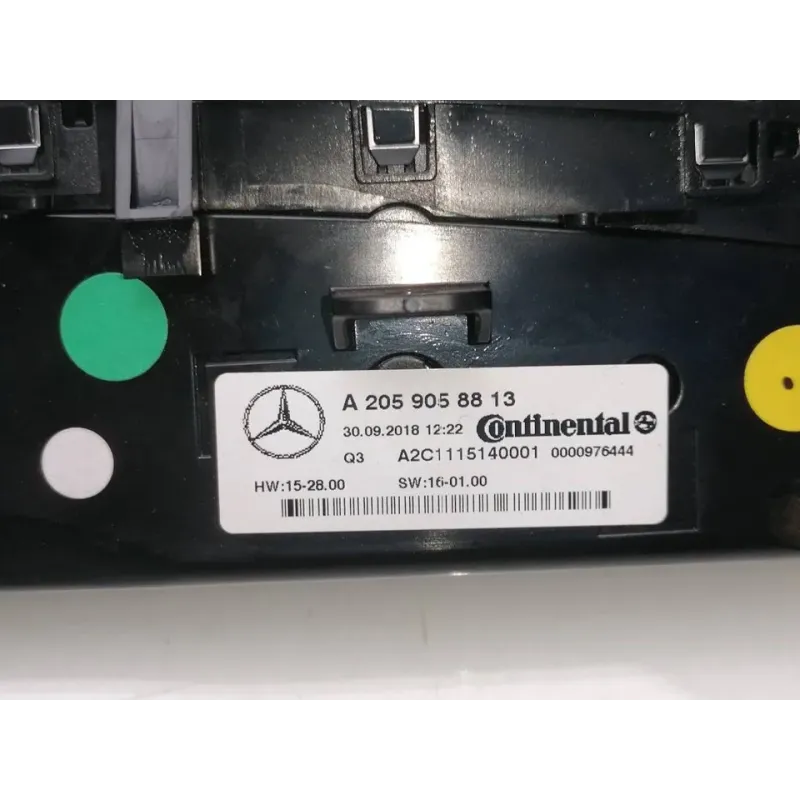 A 205 905 88 13
30.09.2018 12:22 Continental
Q3 A2C1115140001 0000976444
HW:15-28.00 SW:16-01.00